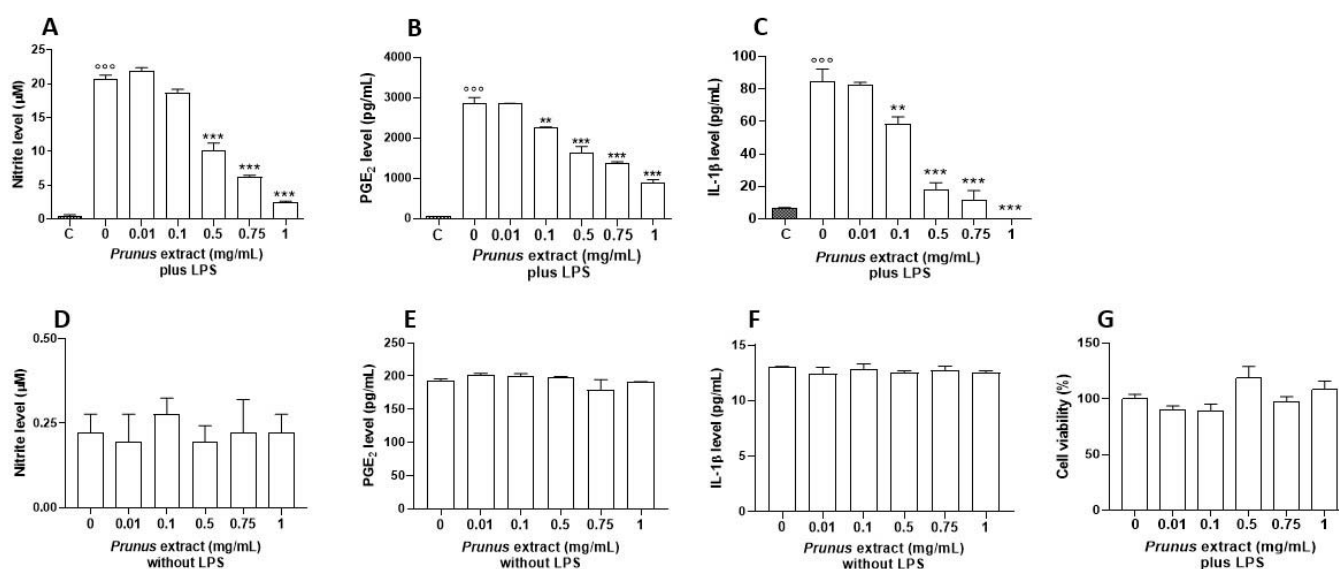 A
Nitrite level (µM)
25
20
15
10
5
0
°°°
***
***
***
C 0 0.01 0.1 0.5 0.75 1
Prunus extract (mg/mL)
plus LPS
B
PGE₂ level (pg/mL)
4000
3000
2000
1000
0
°°°
**
***
***
***
C 0 0.01 0.1 0.5 0.75 1
Prunus extract (mg/mL)
plus LPS
C
IL-1β level (pg/mL)
100
80
60
40
20
0
°°°
**
***
***
***
C 0 0.01 0.1 0.5 0.75 1
Prunus extract (mg/mL)
plus LPS
D
Nitrite level (µM)
0.50
0.25
0.00
0 0.01 0.1 0.5 0.75 1
Prunus extract (mg/mL)
without LPS
E
PGE₂ level (pg/mL)
250
200
150
100
50
0
0 0.01 0.1 0.5 0.75 1
Prunus extract (mg/mL)
without LPS
F
IL-1β level (pg/mL)
15
10
5
0
0 0.01 0.1 0.5 0.75 1
Prunus extract (mg/mL)
without LPS
G
Cell viability (%)
150
100
50
0
0 0.01 0.1 0.5 0.75 1
Prunus extract (mg/mL)
plus LPS